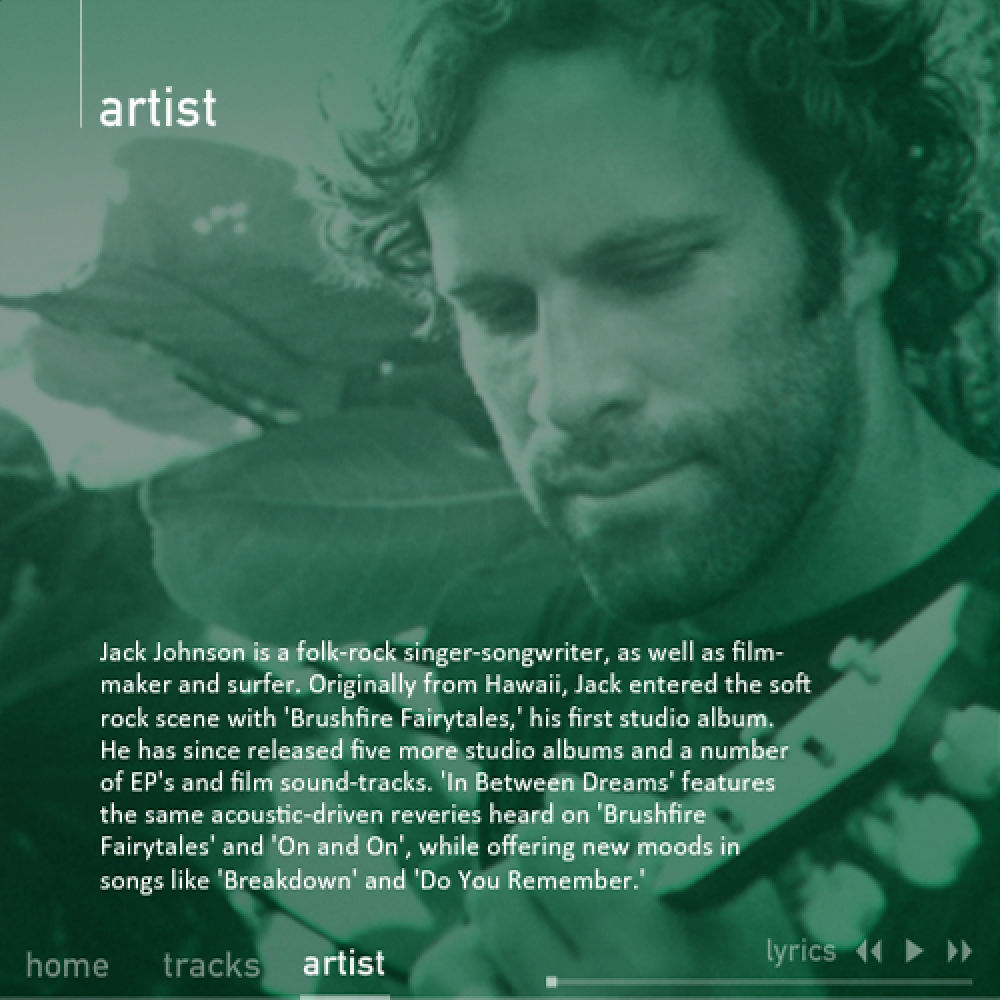 artist
Jack Johnson is a folk-rock singer-songwriter, as well as film-
maker and surfer. Originally from Hawaii, Jack entered the soft
rock scene with 'Brushfire Fairytales,' his first studio album.
He has since released five more studio albums and a number
of EP's and film sound-tracks. 'In Between Dreams' features
the same acoustic-driven reveries heard on 'Brushfire
Fairytales' and 'On and On', while offering new moods in
songs like 'Breakdown' and 'Do You Remember.'
lyrics
home tracks artist